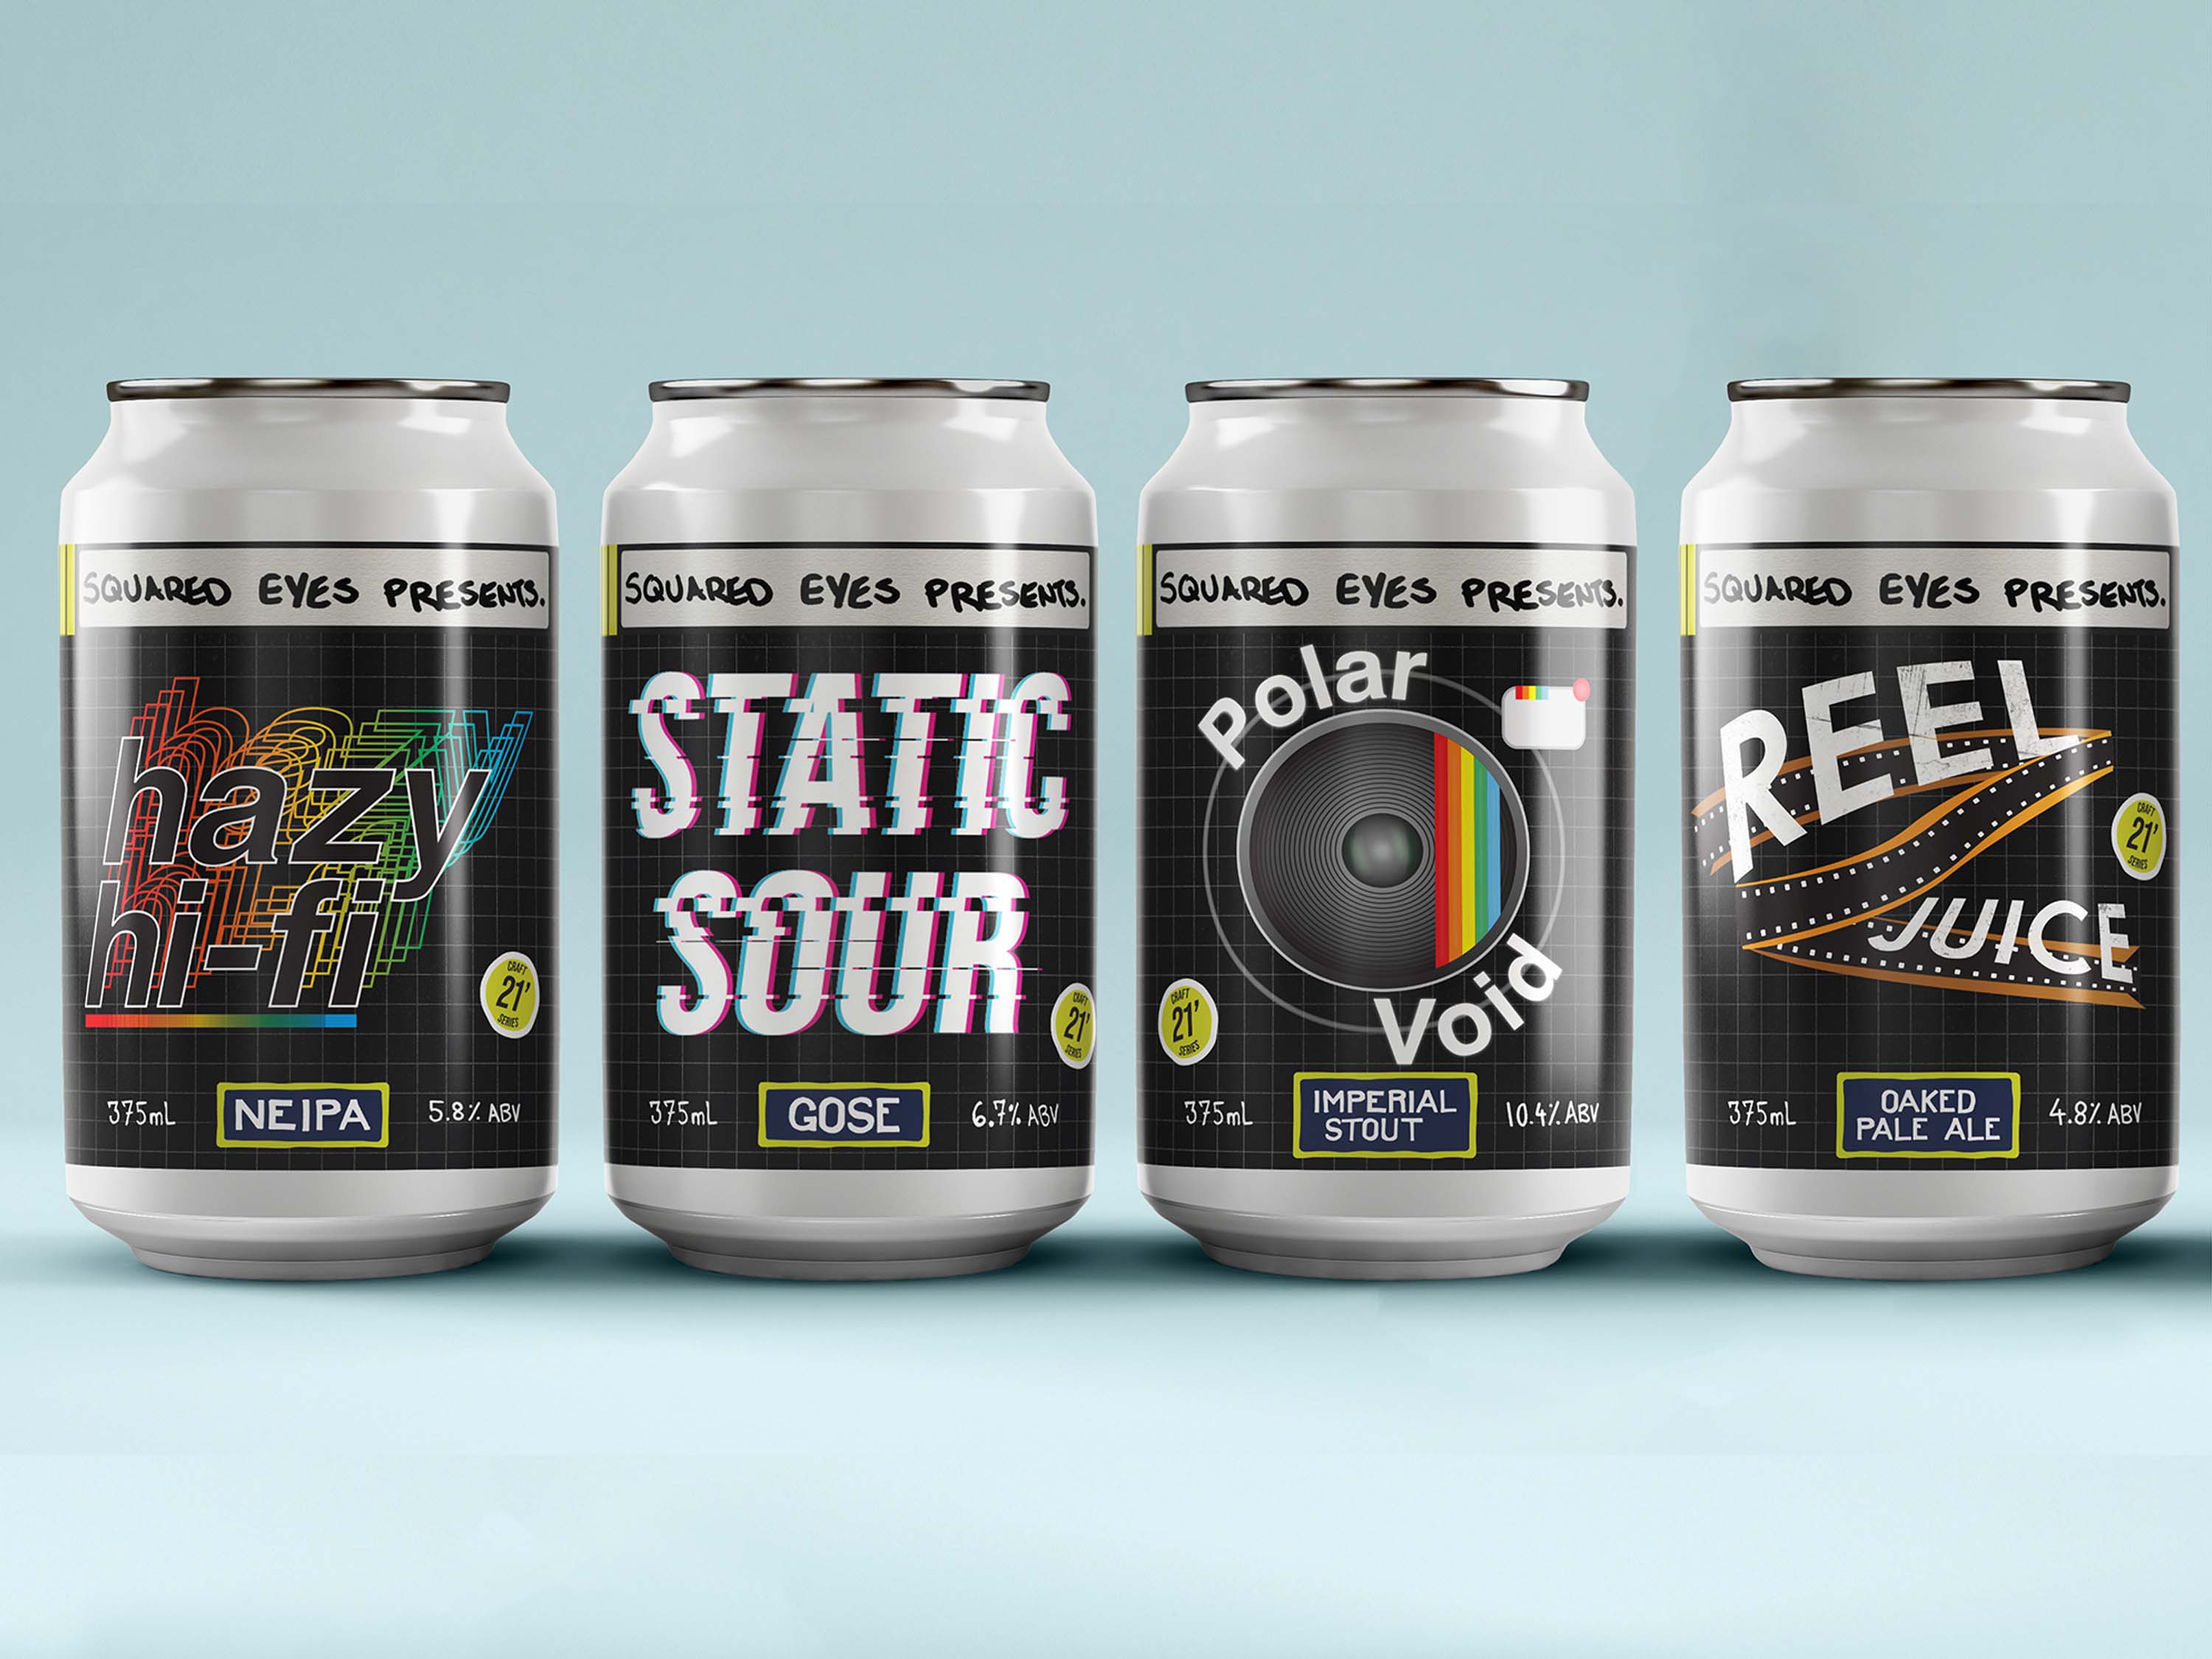 SQUARED EYES PRESENTS.
hazy
hi-fi
CRAFT
21'
SERIES
375mL
NEIPA
5.8% ABV
SQUARED EYES PRESENTS.
STATIC
SOUR
CRAFT
21'
SERIES
375mL
GOSE
6.7% ABV
SQUARED EYES PRESENTS.
Polar
Void
CRAFT
21'
SERIES
375mL
IMPERIAL
STOUT
10.4% ABV
SQUARED EYES PRESENTS.
REEL
JUICE
CRAFT
21'
SERIES
375mL
OAKED
PALE ALE
4.8% ABV